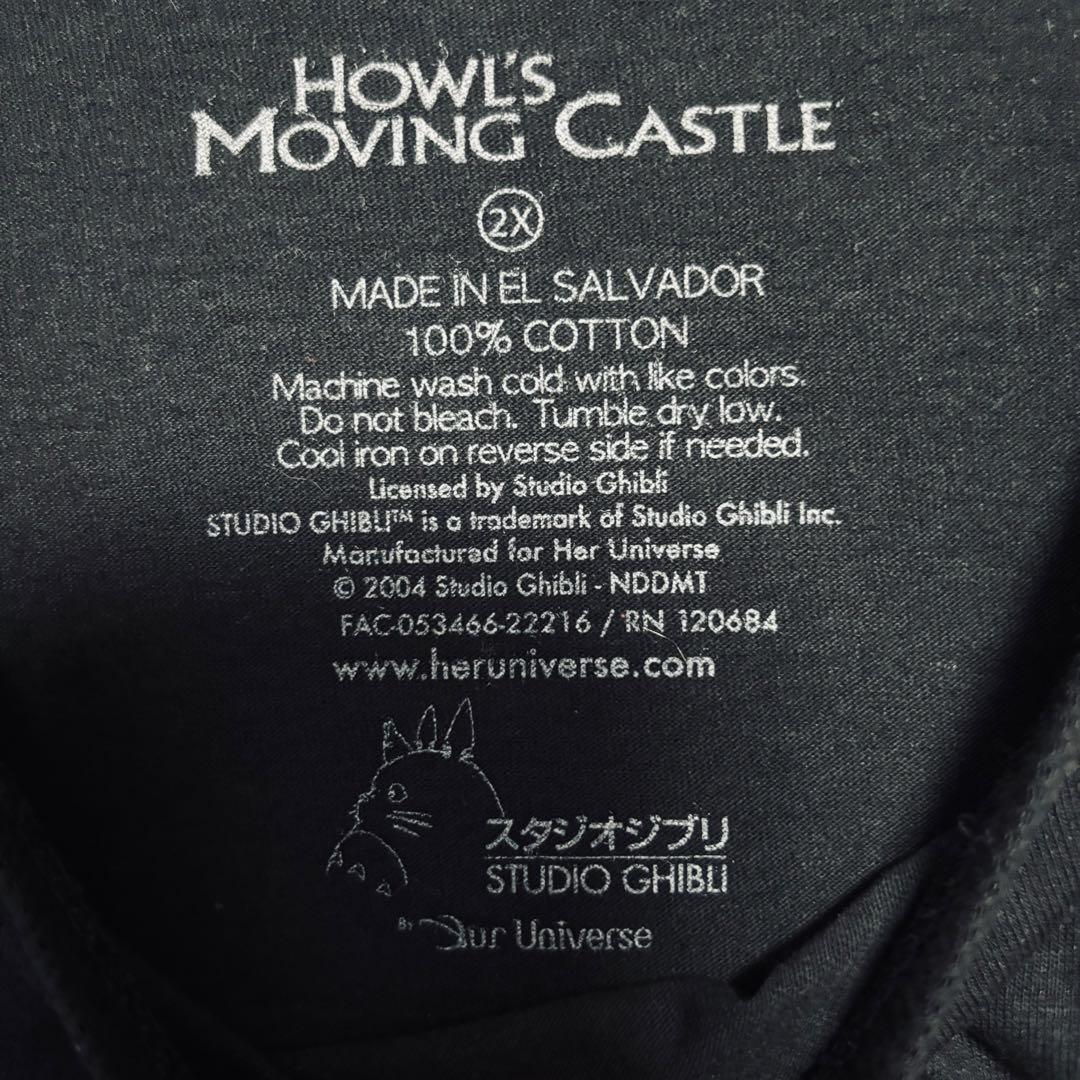 HOWL'S
MOVING CASTLE
2X
MADE IN EL SALVADOR
100% COTTON
Machine wash cold with like colors.
Do not bleach. Tumble dry low.
Cool iron on reverse side if needed.
Licensed by Studio Ghibli
STUDIO GHIBLI™ is a trademark of Studio Ghibli Inc.
Manufactured for Her Universe
© 2004 Studio Ghibli - NDDMT
FAC-053466-22216 / RN 120684
www.heruniverse.com
スタジオジブリ
STUDIO GHIBLI
By Our Universe